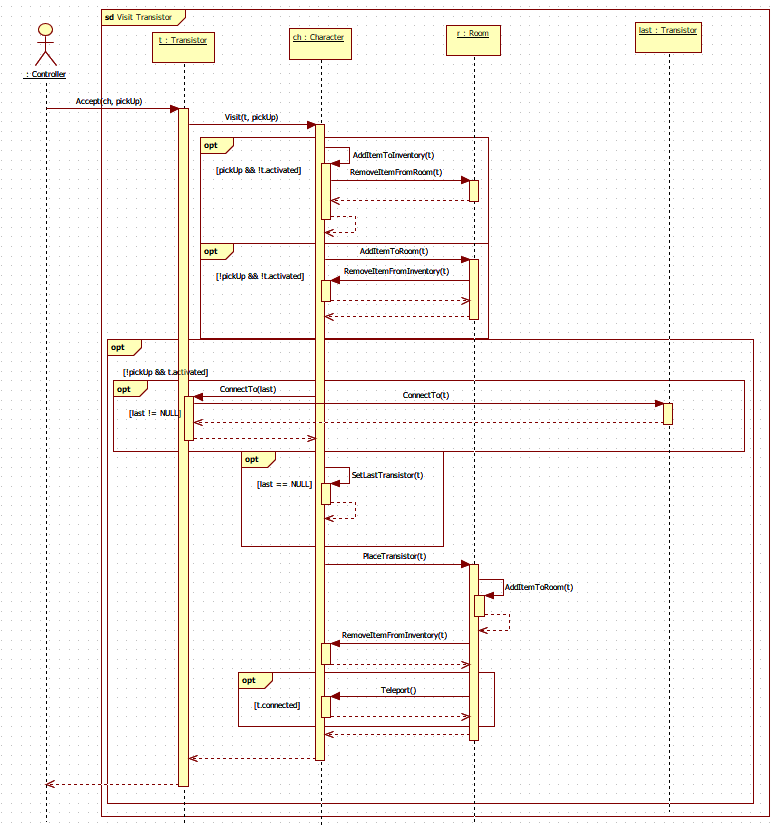 sd Visit Transistor
t : Transistor
ch : Character
r : Room
last : Transistor
: Controller
Accept(ch, pickUp)
Visit(t, pickUp)
opt
[pickUp && !t.activated]
AddItemToInventory(t)
RemoveItemFromRoom(t)
opt
[!pickUp && !t.activated]
AddItemToRoom(t)
RemoveItemFromInventory(t)
opt
[!pickUp && t.activated]
opt
[last != NULL]
ConnectTo(last)
ConnectTo(t)
opt
[last == NULL]
SetLastTransistor(t)
PlaceTransistor(t)
AddItemToRoom(t)
RemoveItemFromInventory(t)
opt
[t.connected]
Teleport()